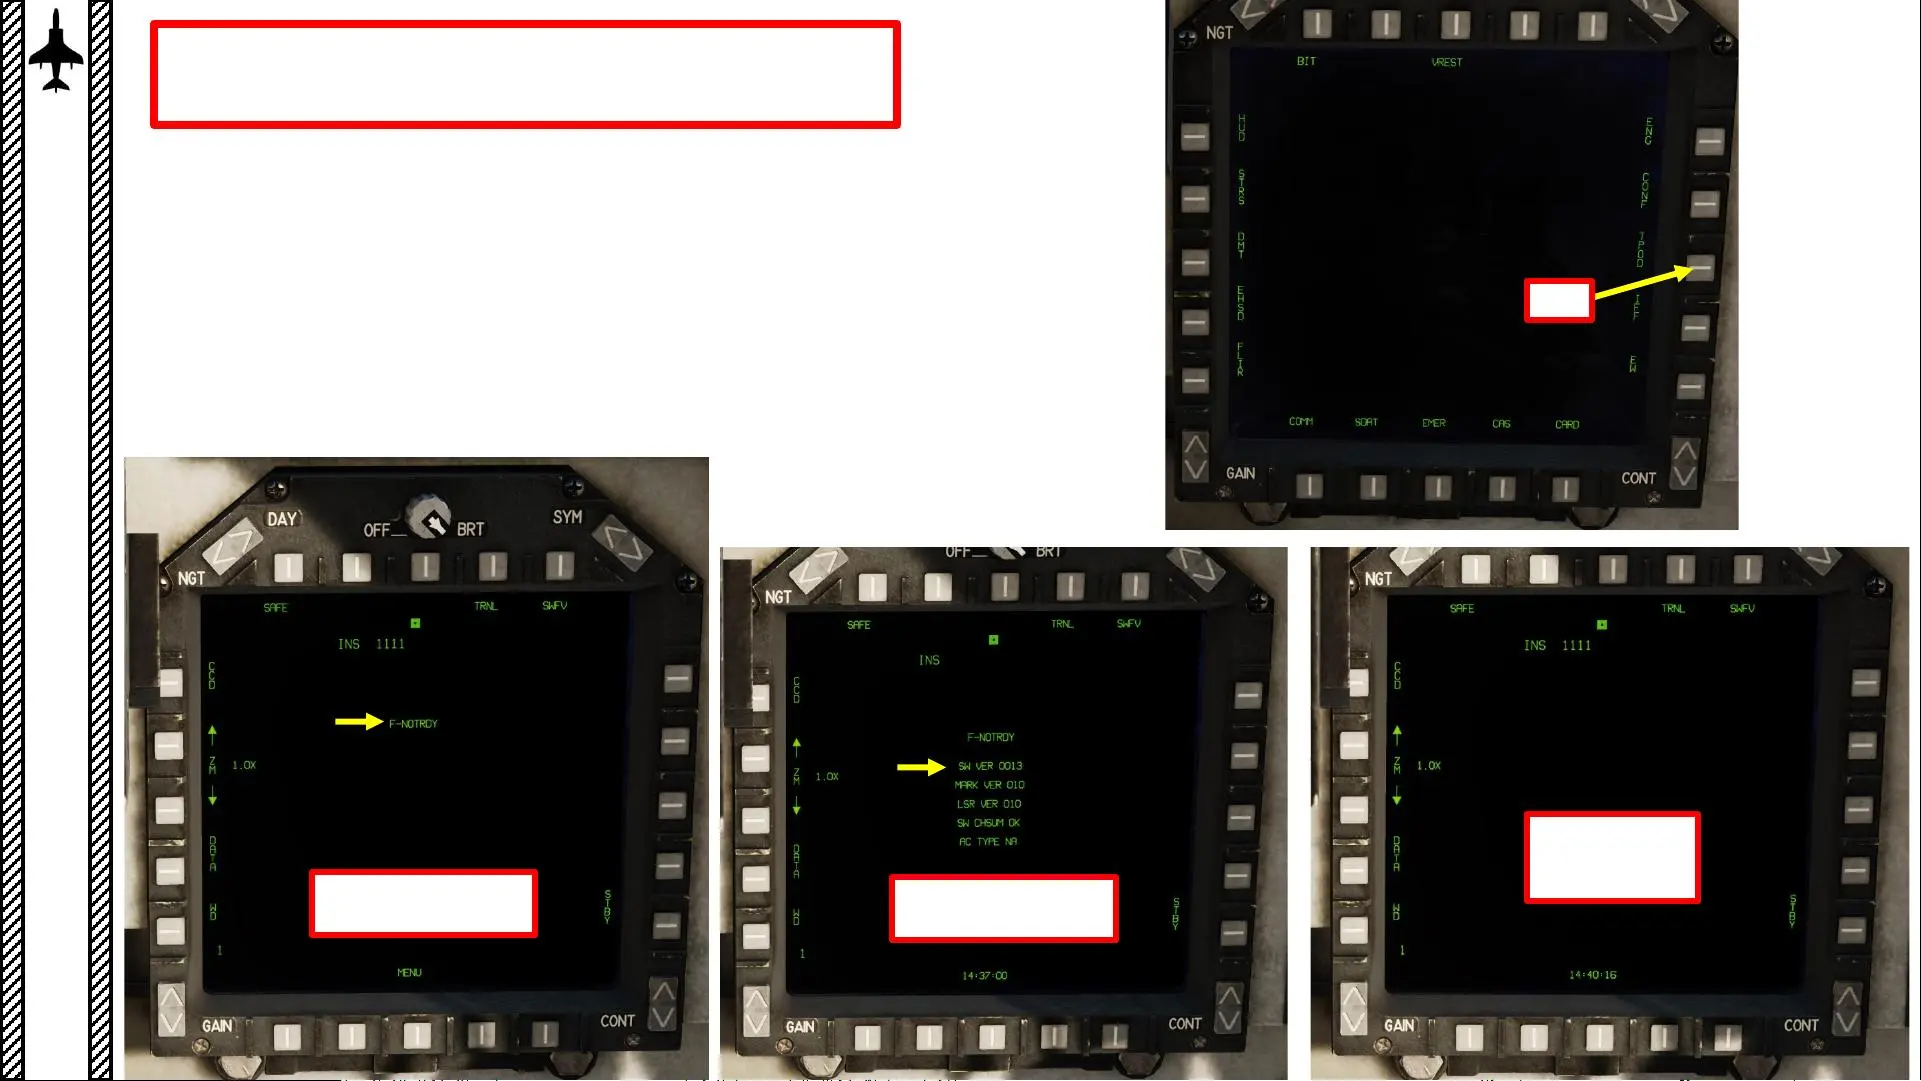 NGT
BIT VREST
HUD
STRS
DMT
EHSD
FLIR
ENG
CONF
TPOD
IFF
EW
COMM SDAT EMER CAS CARD
GAIN CONT
DAY OFF BRT SYM
NGT
SAFE TRNL SWFV
INS 1111
CCD
F-NOTRDY
ZM 1.0X
DATA
WD
STBY
1
MENU
GAIN CONT
OFF BRT
NGT
SAFE TRNL SWFV
INS
CCD
F-NOTRDY
SW VER 0013
ZM 1.0X
MARK VER 010
LSR VER 010
SW CHSUM OK
AC TYPE NA
DATA
WD
STBY
1
14:37:00
GAIN CONT
NGT
SAFE TRNL SWFV
INS 1111
CCD
ZM 1.0X
DATA
WD
STBY
1
14:40:16
GAIN CONT